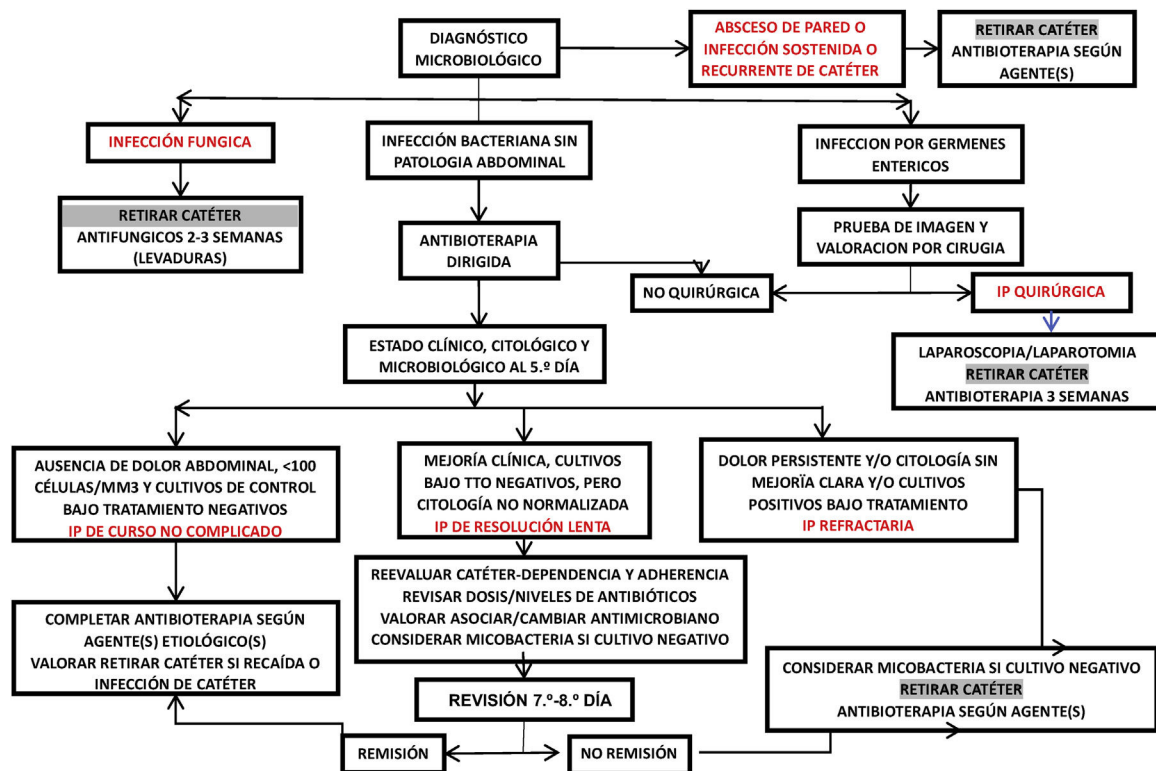 DIAGNÓSTICO
MICROBIOLÓGICO
ABSCESO DE PARED O
INFECCIÓN SOSTENIDA O
RECURRENTE DE CATÉTER
RETIRAR CATÉTER
ANTIBIOTERAPIA SEGÚN
AGENTE(S)
INFECCIÓN FUNGICA
INFECCIÓN BACTERIANA SIN
PATOLOGIA ABDOMINAL
INFECCION POR GERMENES
ENTERICOS
RETIRAR CATÉTER
ANTIFUNGICOS 2-3 SEMANAS
(LEVADURAS)
ANTIBIOTERAPIA
DIRIGIDA
PRUEBA DE IMAGEN Y
VALORACION POR CIRUGIA
NO QUIRÚRGICA
IP QUIRÚRGICA
ESTADO CLÍNICO, CITOLÓGICO Y
MICROBIOLÓGICO AL 5.º DÍA
LAPAROSCOPIA/LAPAROTOMIA
RETIRAR CATÉTER
ANTIBIOTERAPIA 3 SEMANAS
AUSENCIA DE DOLOR ABDOMINAL, <100
CÉLULAS/MM3 Y CULTIVOS DE CONTROL
BAJO TRATAMIENTO NEGATIVOS
IP DE CURSO NO COMPLICADO
MEJORÍA CLÍNICA, CULTIVOS
BAJO TTO NEGATIVOS, PERO
CITOLOGÍA NO NORMALIZADA
IP DE RESOLUCIÓN LENTA
DOLOR PERSISTENTE Y/O CITOLOGÍA SIN
MEJORÏA CLARA Y/O CULTIVOS
POSITIVOS BAJO TRATAMIENTO
IP REFRACTARIA
REEVALUAR CATÉTER-DEPENDENCIA Y ADHERENCIA
REVISAR DOSIS/NIVELES DE ANTIBIÓTICOS
VALORAR ASOCIAR/CAMBIAR ANTIMICROBIANO
CONSIDERAR MICOBACTERIA SI CULTIVO NEGATIVO
COMPLETAR ANTIBIOTERAPIA SEGÚN
AGENTE(S) ETIOLÓGICO(S)
VALORAR RETIRAR CATÉTER SI RECAÍDA O
INFECCIÓN DE CATÉTER
CONSIDERAR MICOBACTERIA SI CULTIVO NEGATIVO
RETIRAR CATÉTER
ANTIBIOTERAPIA SEGÚN AGENTE(S)
REVISIÓN 7.º-8.º DÍA
REMISIÓN
NO REMISIÓN